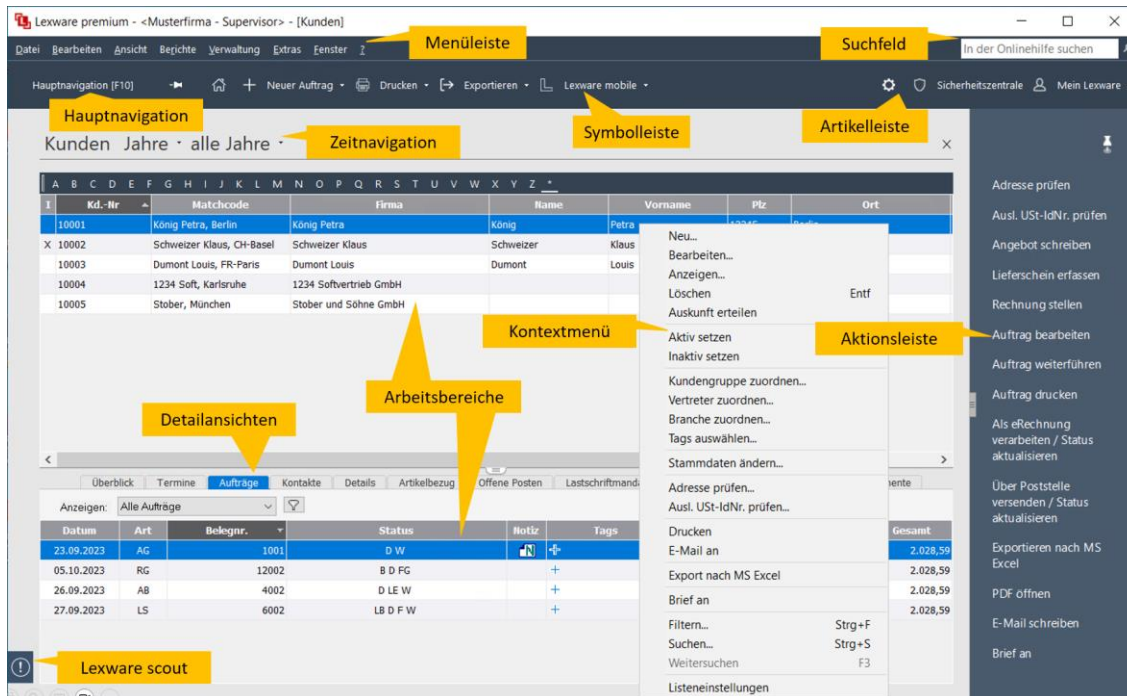 Lexware premium - <Musterfirma - Supervisor> - [Kunden]
Datei Bearbeiten Ansicht Berichte Verwaltung Extras Fenster ?
Menüleiste
Suchfeld
In der Onlinehilfe suchen
Hauptnavigation [F10] Neuer Auftrag Drucken Exportieren Lexware mobile Sicherheitszentrale Mein Lexware
Hauptnavigation
Symbolleiste
Artikelleiste
Kunden Jahre alle Jahre
Zeitnavigation
A B C D E F G H I J K L M N O P Q R S T U V W X Y Z *
I Kd.-Nr Matchcode Firma Name Vorname Plz Ort
10001 König Petra, Berlin König Petra König Petra
X 10002 Schweizer Klaus, CH-Basel Schweizer Klaus Schweizer Klaus
10003 Dumont Louis, FR-Paris Dumont Louis Dumont Louis
10004 1234 Soft, Karlsruhe 1234 Softvertrieb GmbH
10005 Stober, München Stober und Söhne GmbH
Neu...
Bearbeiten...
Anzeigen...
Löschen Entf
Auskunft erteilen
Aktiv setzen
Inaktiv setzen
Kundengruppe zuordnen...
Vertreter zuordnen...
Branche zuordnen...
Tags auswählen...
Stammdaten ändern...
Adresse prüfen...
Ausl. USt-IdNr. prüfen...
Drucken
E-Mail an
Export nach MS Excel
Brief an
Filtern... Strg+F
Suchen... Strg+S
Weitersuchen F3
Listeneinstellungen
Kontextmenü
Aktionsleiste
Arbeitsbereiche
Detailansichten
Adresse prüfen
Ausl. USt-IdNr. prüfen
Angebot schreiben
Lieferschein erfassen
Rechnung stellen
Auftrag bearbeiten
Auftrag weiterführen
Auftrag drucken
Als eRechnung
verarbeiten / Status
aktualisieren
Über Poststelle
versenden / Status
aktualisieren
Exportieren nach MS
Excel
PDF öffnen
E-Mail schreiben
Brief an
Überblick Termine Aufträge Kontakte Details Artikelbezug Offene Posten
Anzeigen: Alle Aufträge
Datum Art Belegnr. Status Notiz Tags Gesamt
23.09.2023 AG 1001 D W N 2.028,59
05.10.2023 RG 12002 B D FG 2.028,59
26.09.2023 AB 4002 D LE W 2.028,59
27.09.2023 LS 6002 LB D F W 2.028,59
Lexware scout